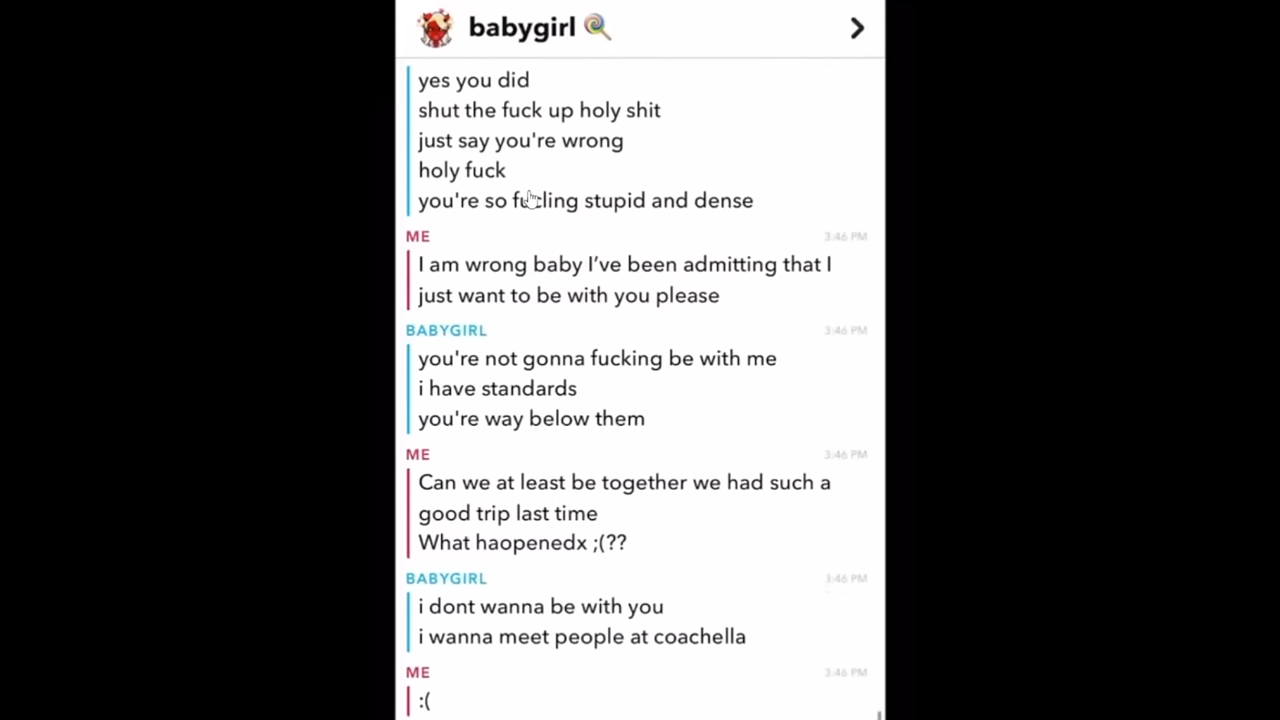 babygirl
yes you did
shut the fuck up holy shit
just say you're wrong
holy fuck
you're so stupid and dense
ME 3:46 PM
I am wrong baby I've been admitting that I
just want to be with you please
BABYGIRL 3:46 PM
you're not gonna fucking be with me
i have standards
you're way below them
ME 3:46 PM
Can we at least be together we had such a
good trip last time
What haopenedx ;(??
BABYGIRL 3:46 PM
i dont wanna be with you
i wanna meet people at coachella
ME 3:46 PM
:(